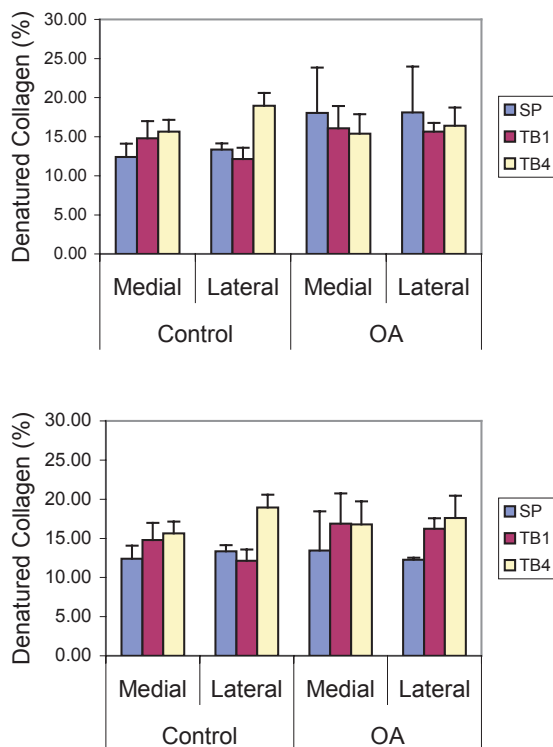 Denatured Collagen (%)
30.00
25.00
20.00
15.00
10.00
5.00
0.00
Medial Lateral Medial Lateral
Control OA
SP
TB1
TB4
Denatured Collagen (%)
30.00
25.00
20.00
15.00
10.00
5.00
0.00
Medial Lateral Medial Lateral
Control OA
SP
TB1
TB4